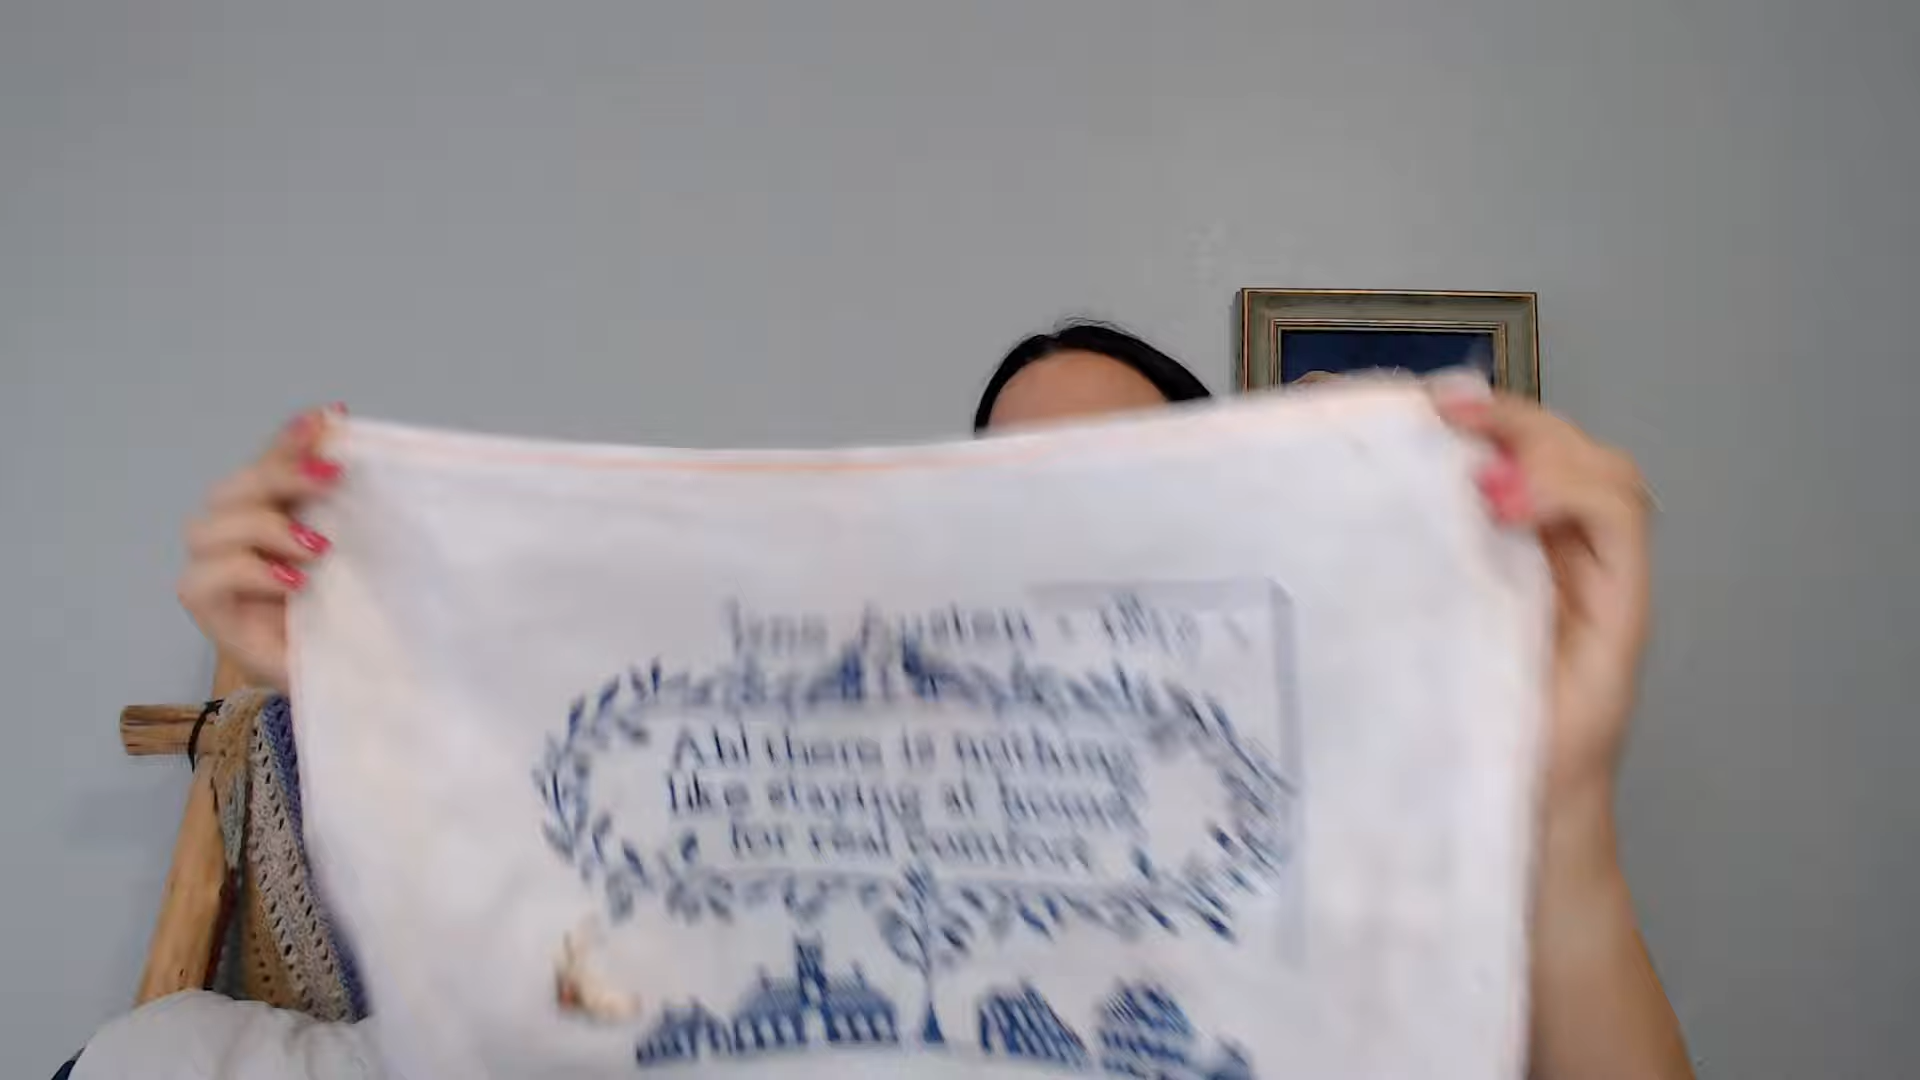 Jane Austen
Ah! there is nothing
like staying at home
for real comfort